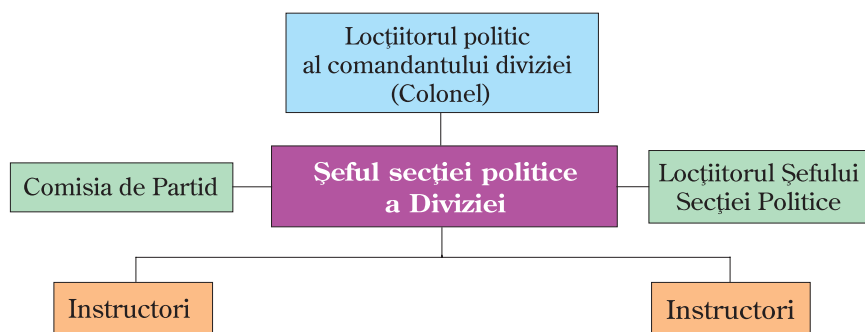 Locţiitorul politic
al comandantului diviziei
(Colonel)
Comisia de Partid
Şeful secţiei politice
a Diviziei
Locţiitorul Şefului
Secţiei Politice
Instructori
Instructori